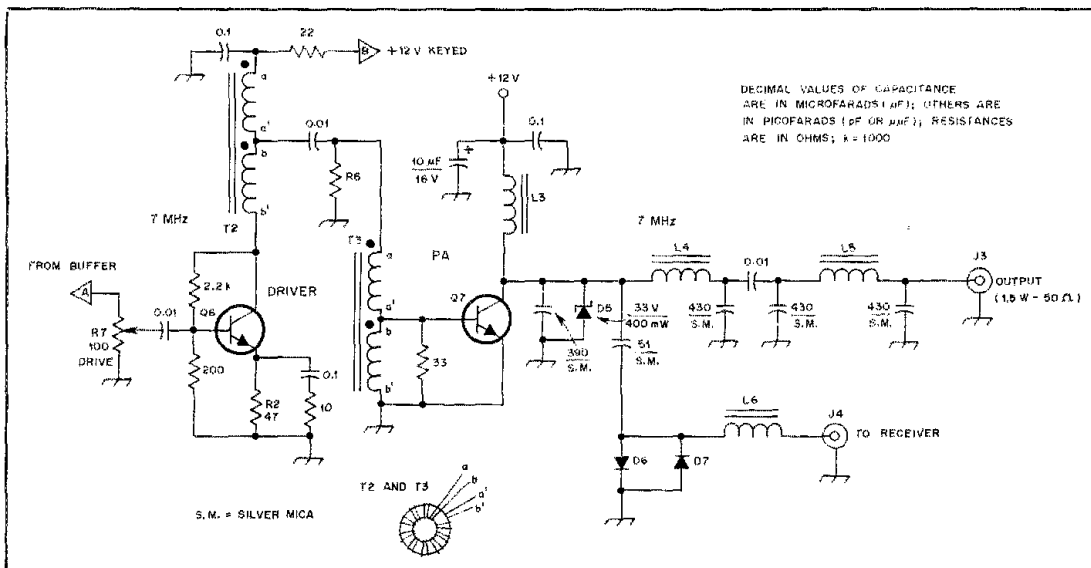 0.1
22
B
+12 V KEYED
a
a'
b
b'
T2
7 MHz
0.01
R6
+12 V
0.1
10 µF
16 V
L3
DECIMAL VALUES OF CAPACITANCE
ARE IN MICROFARADS (µF); OTHERS ARE
IN PICOFARADS (pF OR µµF); RESISTANCES
ARE IN OHMS; k = 1000
FROM BUFFER
A
R7
100
DRIVE
0.01
2.2k
Q6
DRIVER
200
R2
47
0.1
10
T3
a
a'
b
b'
PA
Q7
33
7 MHz
L4
0.01
L5
J3
OUTPUT
(1.5 W - 50 Ω)
D5
33 V
400 mW
390
S.M.
51
S.M.
430
S.M.
430
S.M.
430
S.M.
L6
J4
TO RECEIVER
D6
D7
T2 AND T3
a
b
a'
b'
S.M. = SILVER MICA